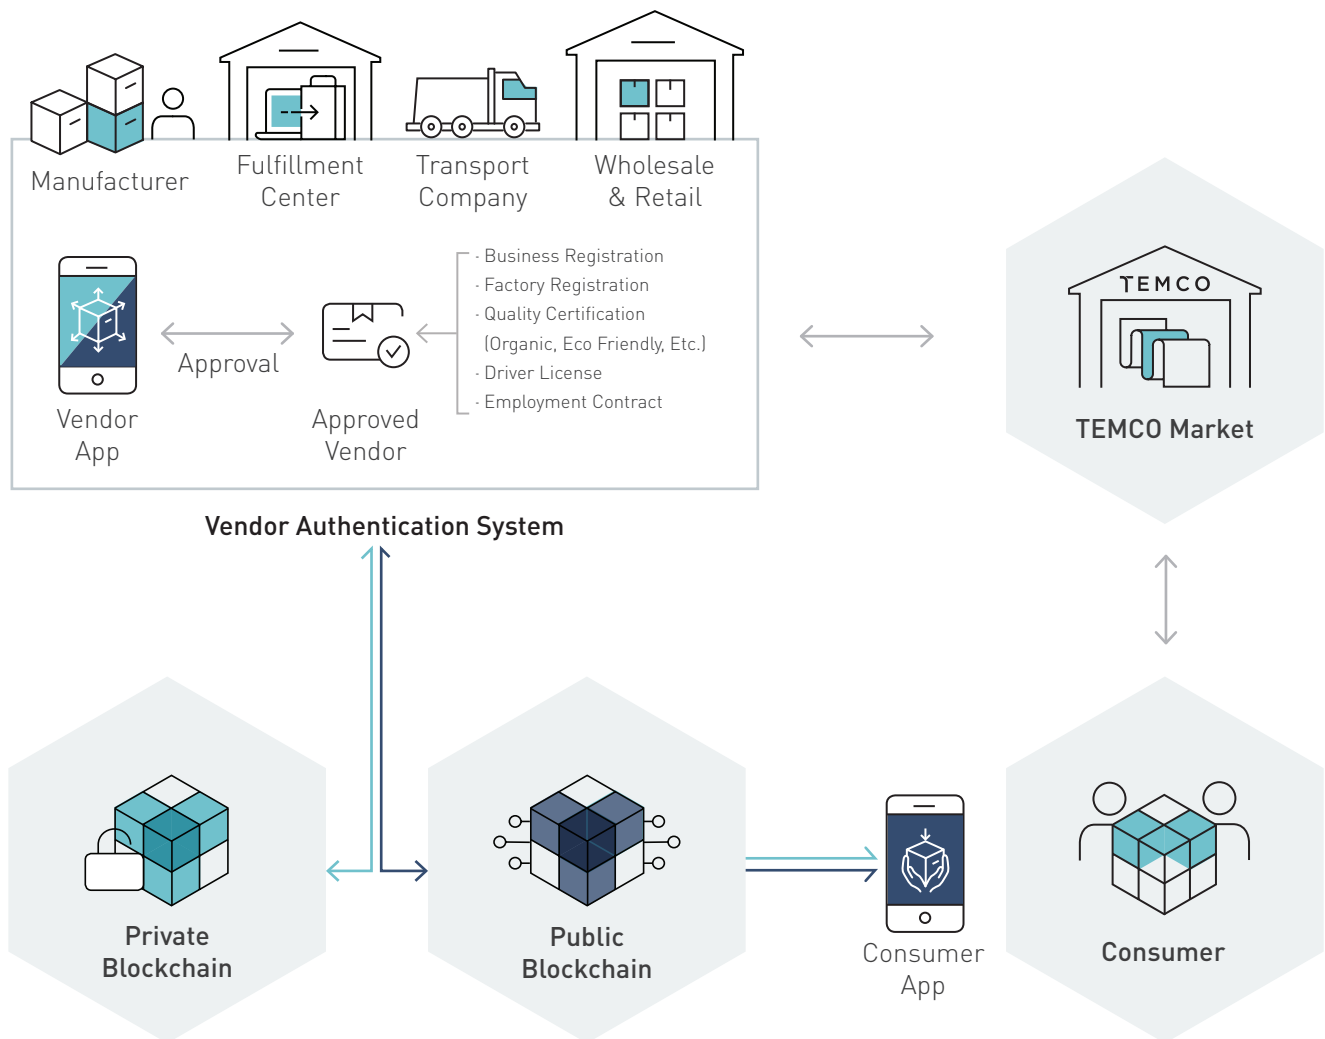 Manufacturer
Fulfillment
Center
Transport
Company
Wholesale
& Retail
· Business Registration
· Factory Registration
· Quality Certification
(Organic, Eco Friendly, Etc.)
· Driver License
· Employment Contract
Approval
Vendor
App
Approved
Vendor
Vendor Authentication System
TEMCO
TEMCO Market
Private
Blockchain
Public
Blockchain
Consumer
App
Consumer